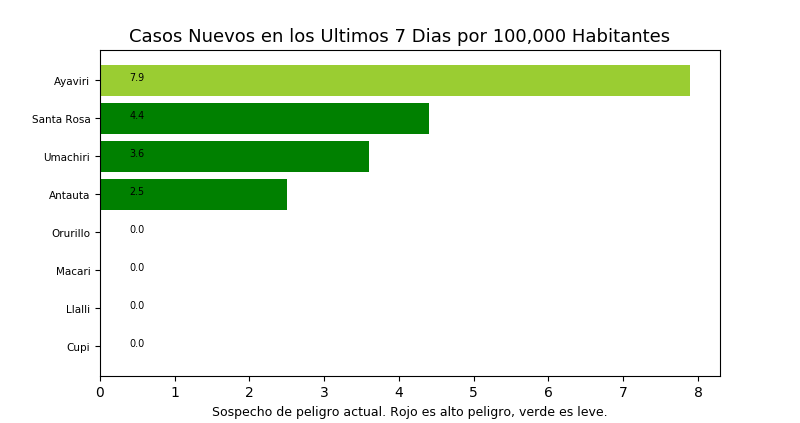 Casos Nuevos en los Ultimos 7 Dias por 100,000 Habitantes
Ayaviri 7.9
Santa Rosa 4.4
Umachiri 3.6
Antauta 2.5
Orurillo 0.0
Macari 0.0
Llalli 0.0
Cupi 0.0
0 1 2 3 4 5 6 7 8
Sospecho de peligro actual. Rojo es alto peligro, verde es leve.